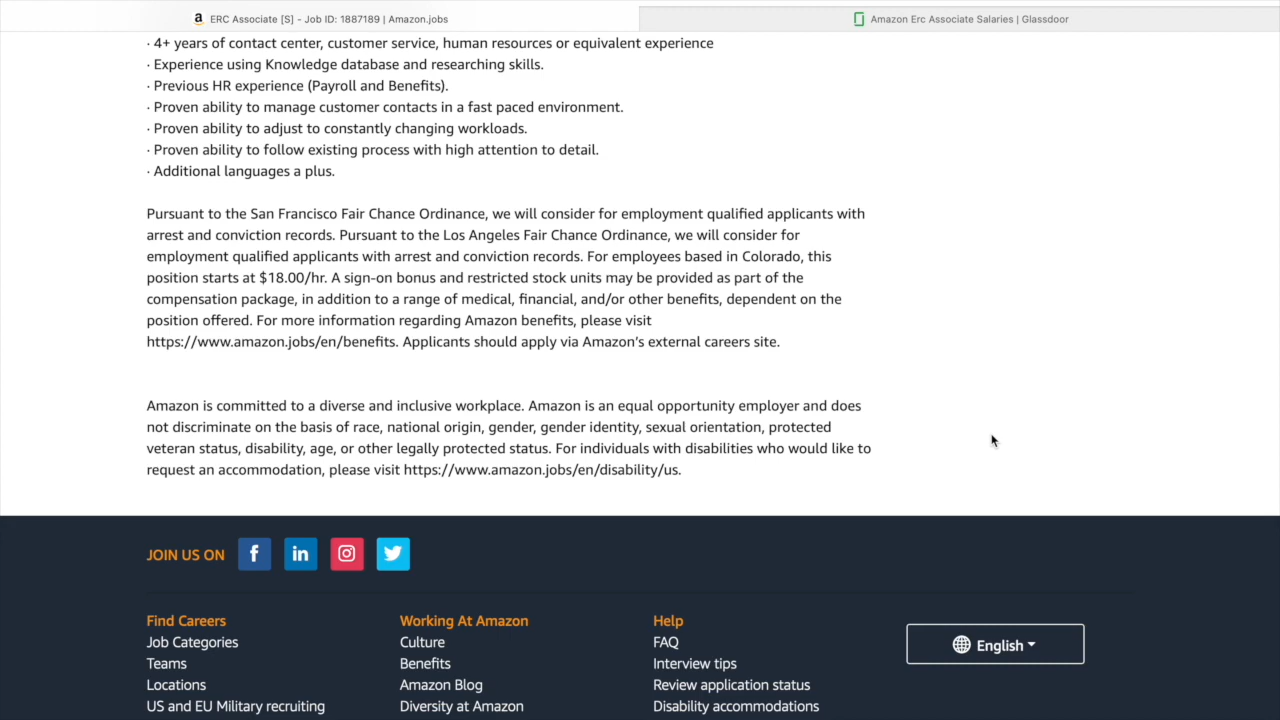 ERC Associate [S] - Job ID: 1887189 | Amazon.jobs
Amazon Erc Associate Salaries | Glassdoor
· 4+ years of contact center, customer service, human resources or equivalent experience
· Experience using Knowledge database and researching skills.
· Previous HR experience (Payroll and Benefits).
· Proven ability to manage customer contacts in a fast paced environment.
· Proven ability to adjust to constantly changing workloads.
· Proven ability to follow existing process with high attention to detail.
· Additional languages a plus.
Pursuant to the San Francisco Fair Chance Ordinance, we will consider for employment qualified applicants with
arrest and conviction records. Pursuant to the Los Angeles Fair Chance Ordinance, we will consider for
employment qualified applicants with arrest and conviction records. For employees based in Colorado, this
position starts at $18.00/hr. A sign-on bonus and restricted stock units may be provided as part of the
compensation package, in addition to a range of medical, financial, and/or other benefits, dependent on the
position offered. For more information regarding Amazon benefits, please visit
https://www.amazon.jobs/en/benefits. Applicants should apply via Amazon's external careers site.
Amazon is committed to a diverse and inclusive workplace. Amazon is an equal opportunity employer and does
not discriminate on the basis of race, national origin, gender, gender identity, sexual orientation, protected
veteran status, disability, age, or other legally protected status. For individuals with disabilities who would like to
request an accommodation, please visit https://www.amazon.jobs/en/disability/us.
JOIN US ON
Find Careers
Job Categories
Teams
Locations
US and EU Military recruiting
Working At Amazon
Culture
Benefits
Amazon Blog
Diversity at Amazon
Help
FAQ
Interview tips
Review application status
Disability accommodations
English